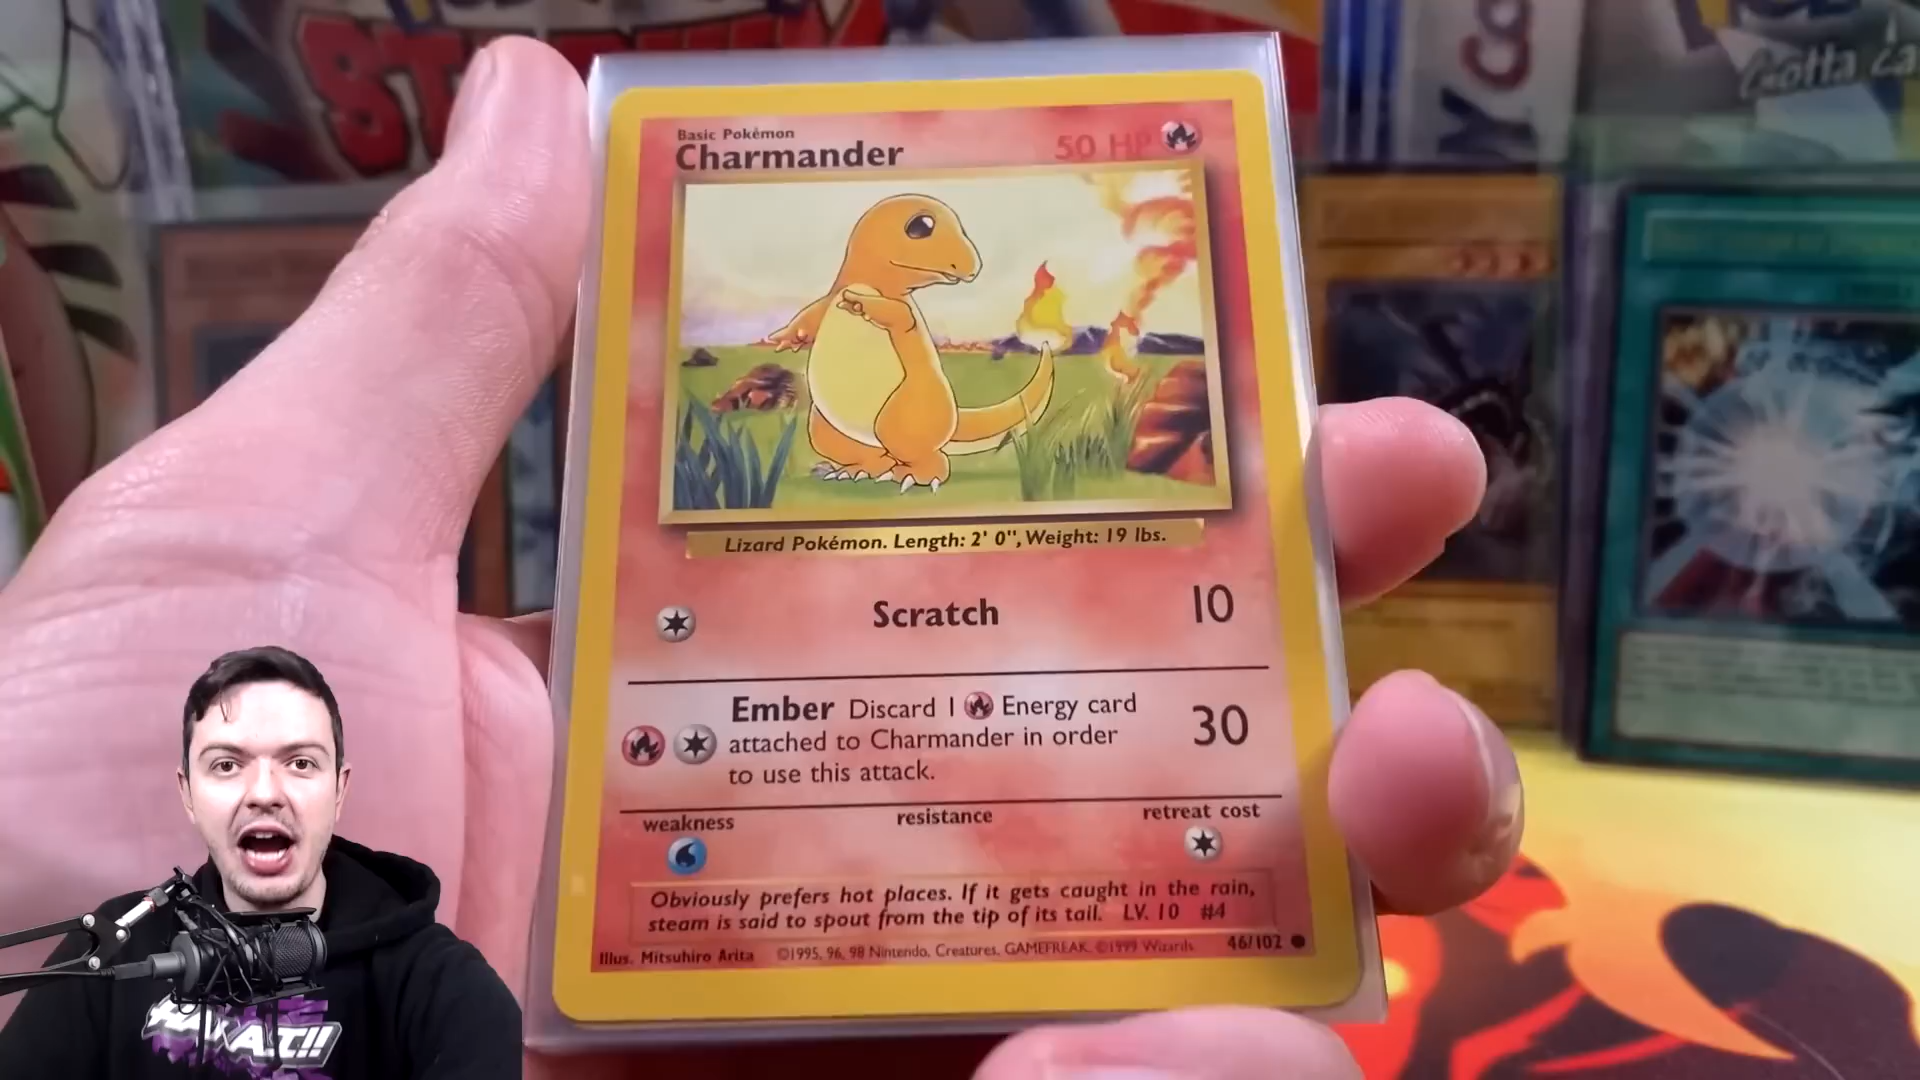 Basic Pokémon
Charmander
50 HP
Lizard Pokémon. Length: 2' 0", Weight: 19 lbs.
Scratch 10
Ember Discard 1 Energy card
attached to Charmander in order
to use this attack.
30
weakness resistance retreat cost
Obviously prefers hot places. If it gets caught in the rain,
steam is said to spout from the tip of its tail. LV. 10 #4
Illus. Mitsuhiro Arita ©1995, 96, 98 Nintendo, Creatures, GAMEFREAK. ©1999 Wizards 46/102
Gotta